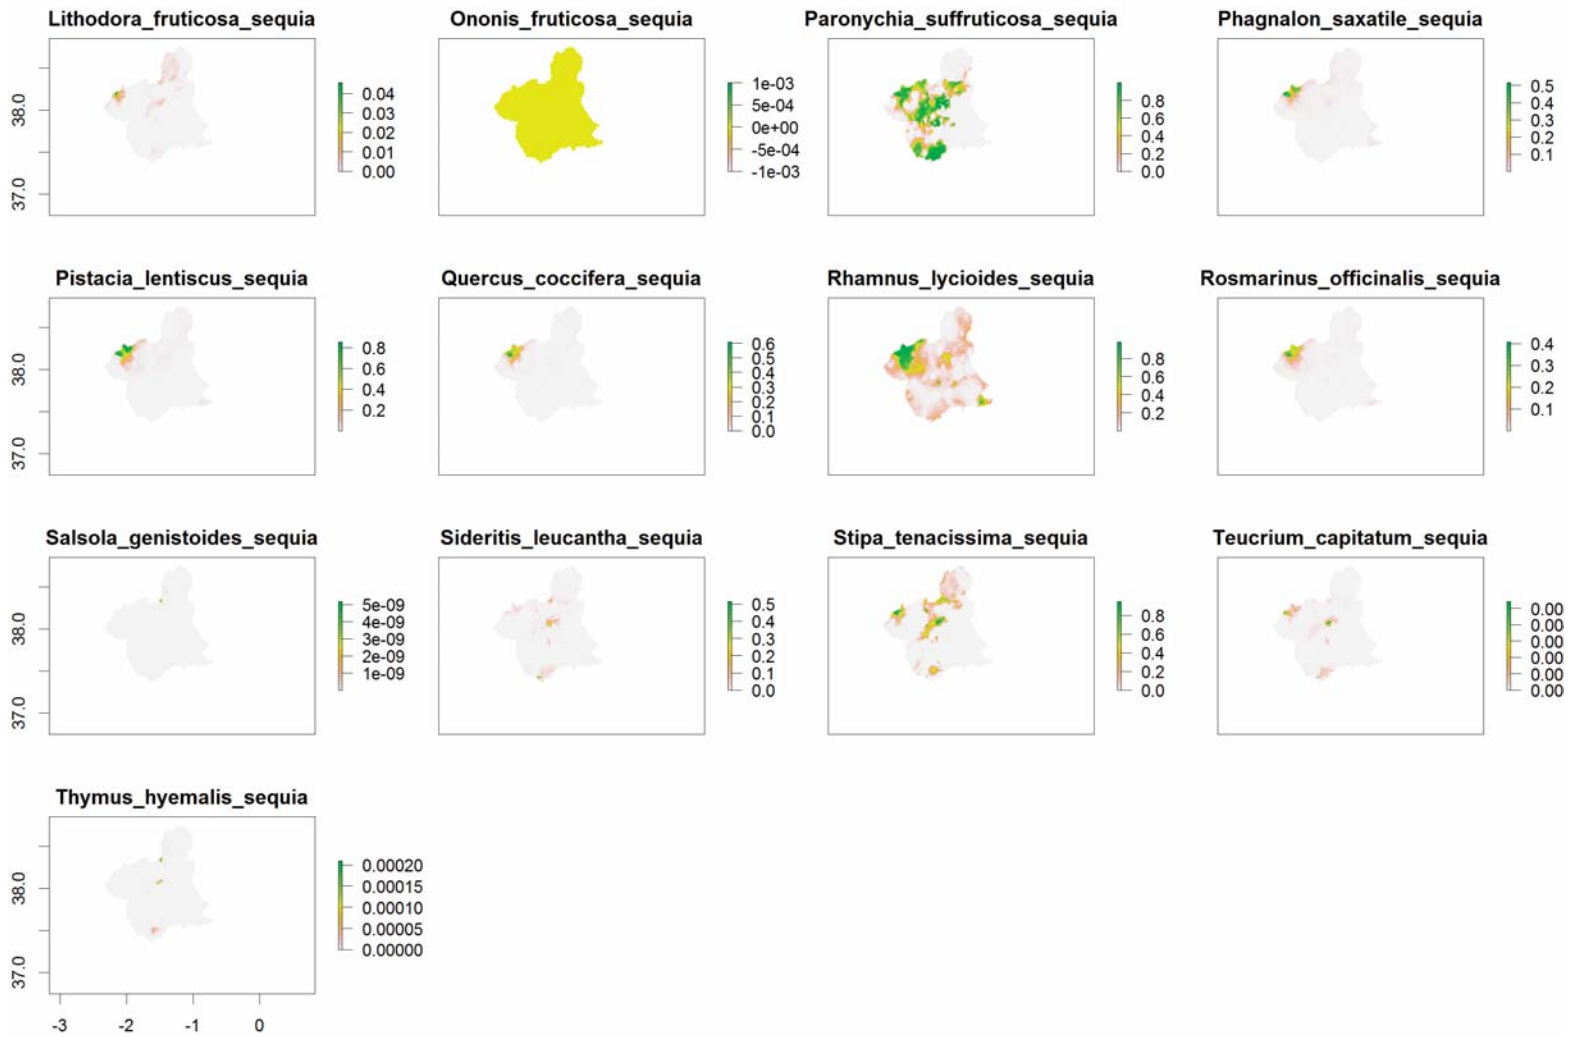 Lithodora_fruticosa_sequia
Ononis_fruticosa_sequia
Paronychia_suffruticosa_sequia
Phagnalon_saxatile_sequia
38.0
37.0
0.04
0.03
0.02
0.01
0.00
1e-03
5e-04
0e+00
-5e-04
-1e-03
0.8
0.6
0.4
0.2
0.0
0.5
0.4
0.3
0.2
0.1
Pistacia_lentiscus_sequia
Quercus_coccifera_sequia
Rhamnus_lycioides_sequia
Rosmarinus_officinalis_sequia
38.0
37.0
0.8
0.6
0.4
0.2
0.6
0.5
0.4
0.3
0.2
0.1
0.0
0.8
0.6
0.4
0.2
0.4
0.3
0.2
0.1
Salsola_genistoides_sequia
Sideritis_leucantha_sequia
Stipa_tenacissima_sequia
Teucrium_capitatum_sequia
38.0
37.0
5e-09
4e-09
3e-09
2e-09
1e-09
0.5
0.4
0.3
0.2
0.1
0.0
0.8
0.6
0.4
0.2
0.0
0.00
0.00
0.00
0.00
0.00
0.00
Thymus_hyemalis_sequia
38.0
37.0
0.00020
0.00015
0.00010
0.00005
0.00000
-3
-2
-1
0